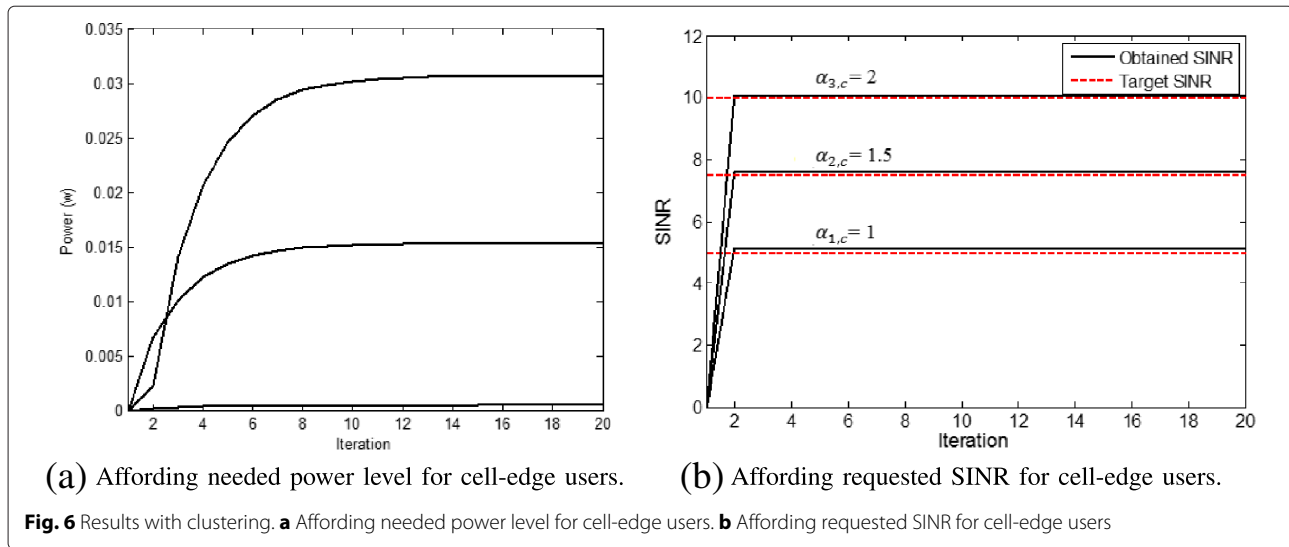 0.035
0.03
0.025
0.02
0.015
0.01
0.005
0
Power (w)
2 4 6 8 10 12 14 16 18 20
Iteration
(a) Affording needed power level for cell-edge users.
12
10
8
6
4
2
0
SINR
Obtained SINR
Target SINR
α3,c= 2
α2,c= 1.5
α1,c= 1
2 4 6 8 10 12 14 16 18 20
Iteration
(b) Affording requested SINR for cell-edge users.
Fig. 6 Results with clustering. a Affording needed power level for cell-edge users. b Affording requested SINR for cell-edge users